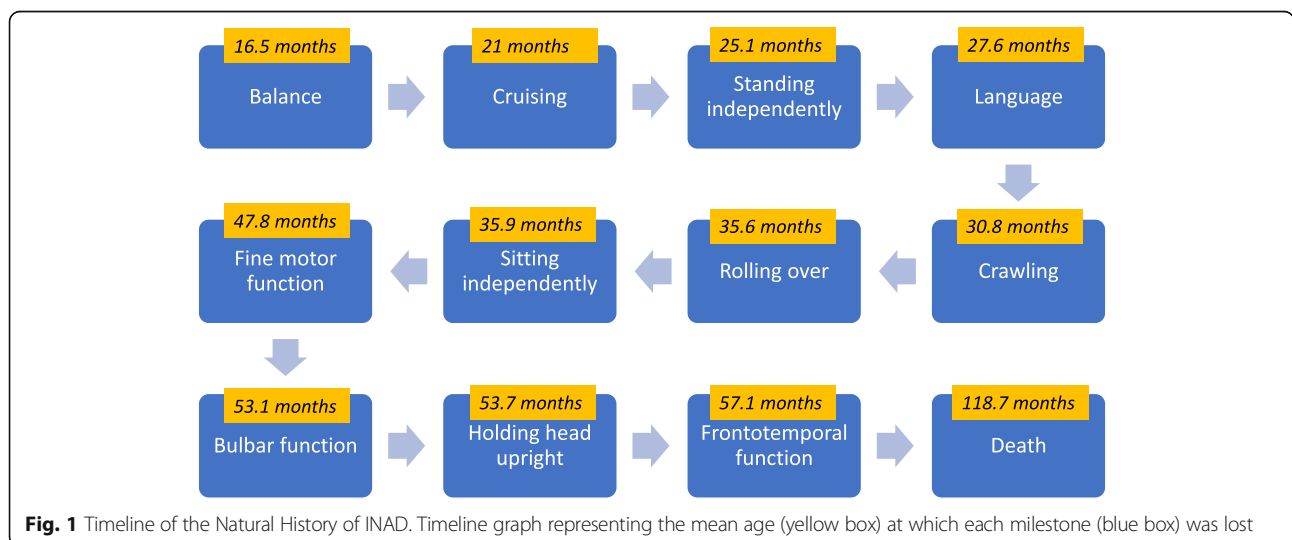 16.5 months
Balance
21 months
Cruising
25.1 months
Standing
independently
27.6 months
Language
30.8 months
Crawling
35.6 months
Rolling over
35.9 months
Sitting
independently
47.8 months
Fine motor
function
53.1 months
Bulbar function
53.7 months
Holding head
upright
57.1 months
Frontotemporal
function
118.7 months
Death
Fig. 1 Timeline of the Natural History of INAD. Timeline graph representing the mean age (yellow box) at which each milestone (blue box) was lost